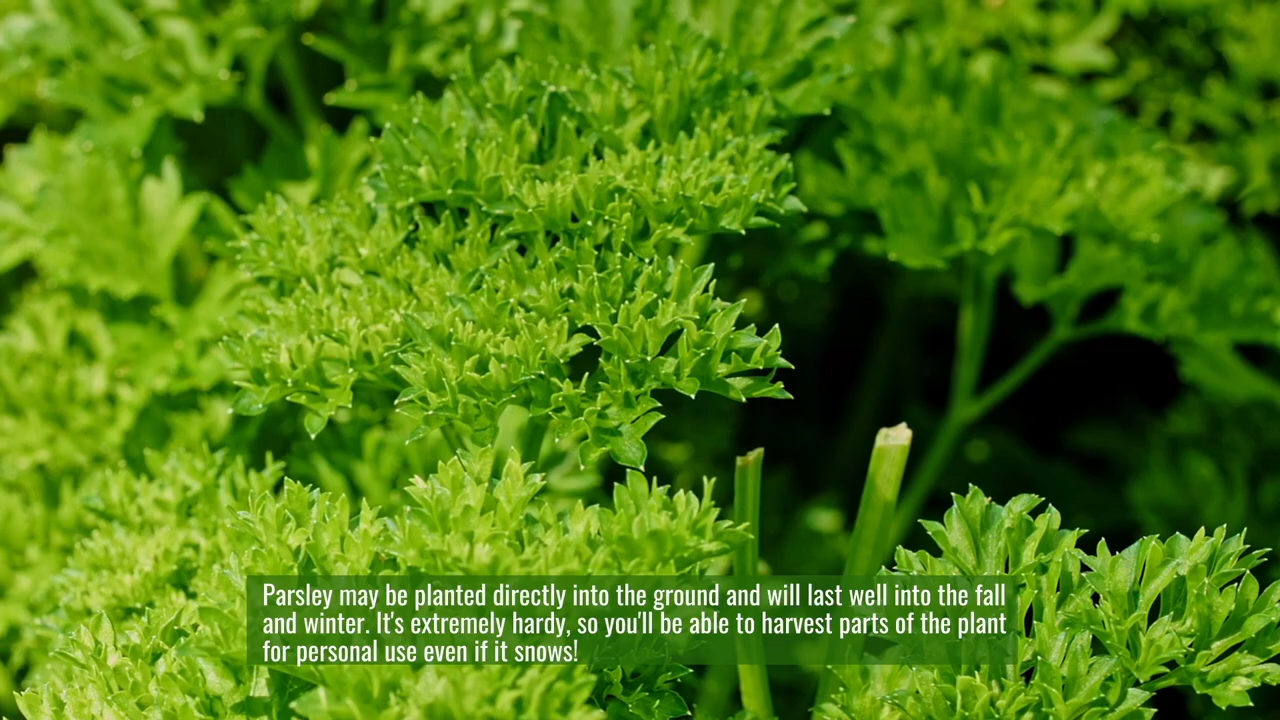 Parsley may be planted directly into the ground and will last well into the fall
and winter. It's extremely hardy, so you'll be able to harvest parts of the plant
for personal use even if it snows!